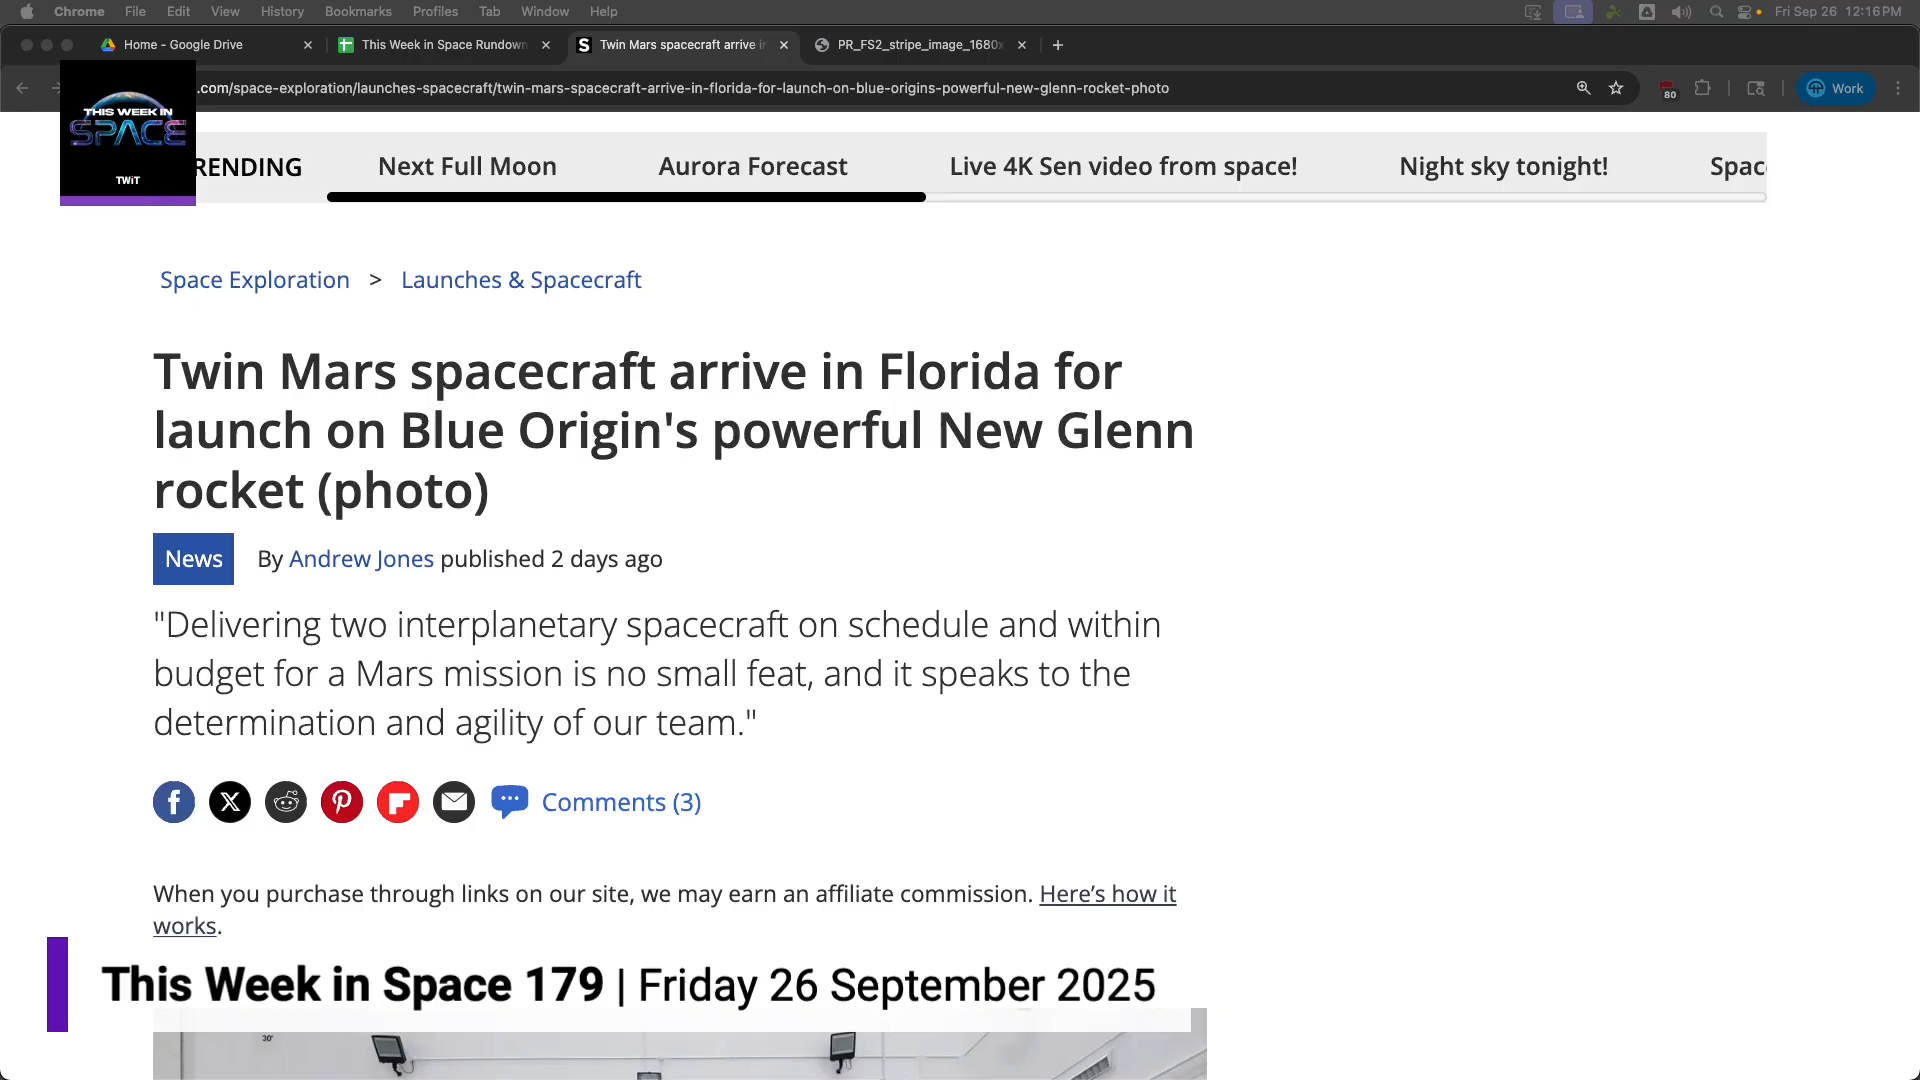 Chrome File Edit View History Bookmarks Profiles Tab Window Help Fri Sep 26 12:16PM
Home - Google Drive This Week in Space Rundown Twin Mars spacecraft arrive in PR_FS2_stripe_image_1680x
.com/space-exploration/launches-spacecraft/twin-mars-spacecraft-arrive-in-florida-for-launch-on-blue-origins-powerful-new-glenn-rocket-photo 80 Work
THIS WEEK IN
SPACE
TWiT
RENDING Next Full Moon Aurora Forecast Live 4K Sen video from space! Night sky tonight! Spac
Space Exploration > Launches & Spacecraft
Twin Mars spacecraft arrive in Florida for
launch on Blue Origin's powerful New Glenn
rocket (photo)
News By Andrew Jones published 2 days ago
"Delivering two interplanetary spacecraft on schedule and within
budget for a Mars mission is no small feat, and it speaks to the
determination and agility of our team."
Comments (3)
When you purchase through links on our site, we may earn an affiliate commission. Here's how it
works.
This Week in Space 179 | Friday 26 September 2025
30'